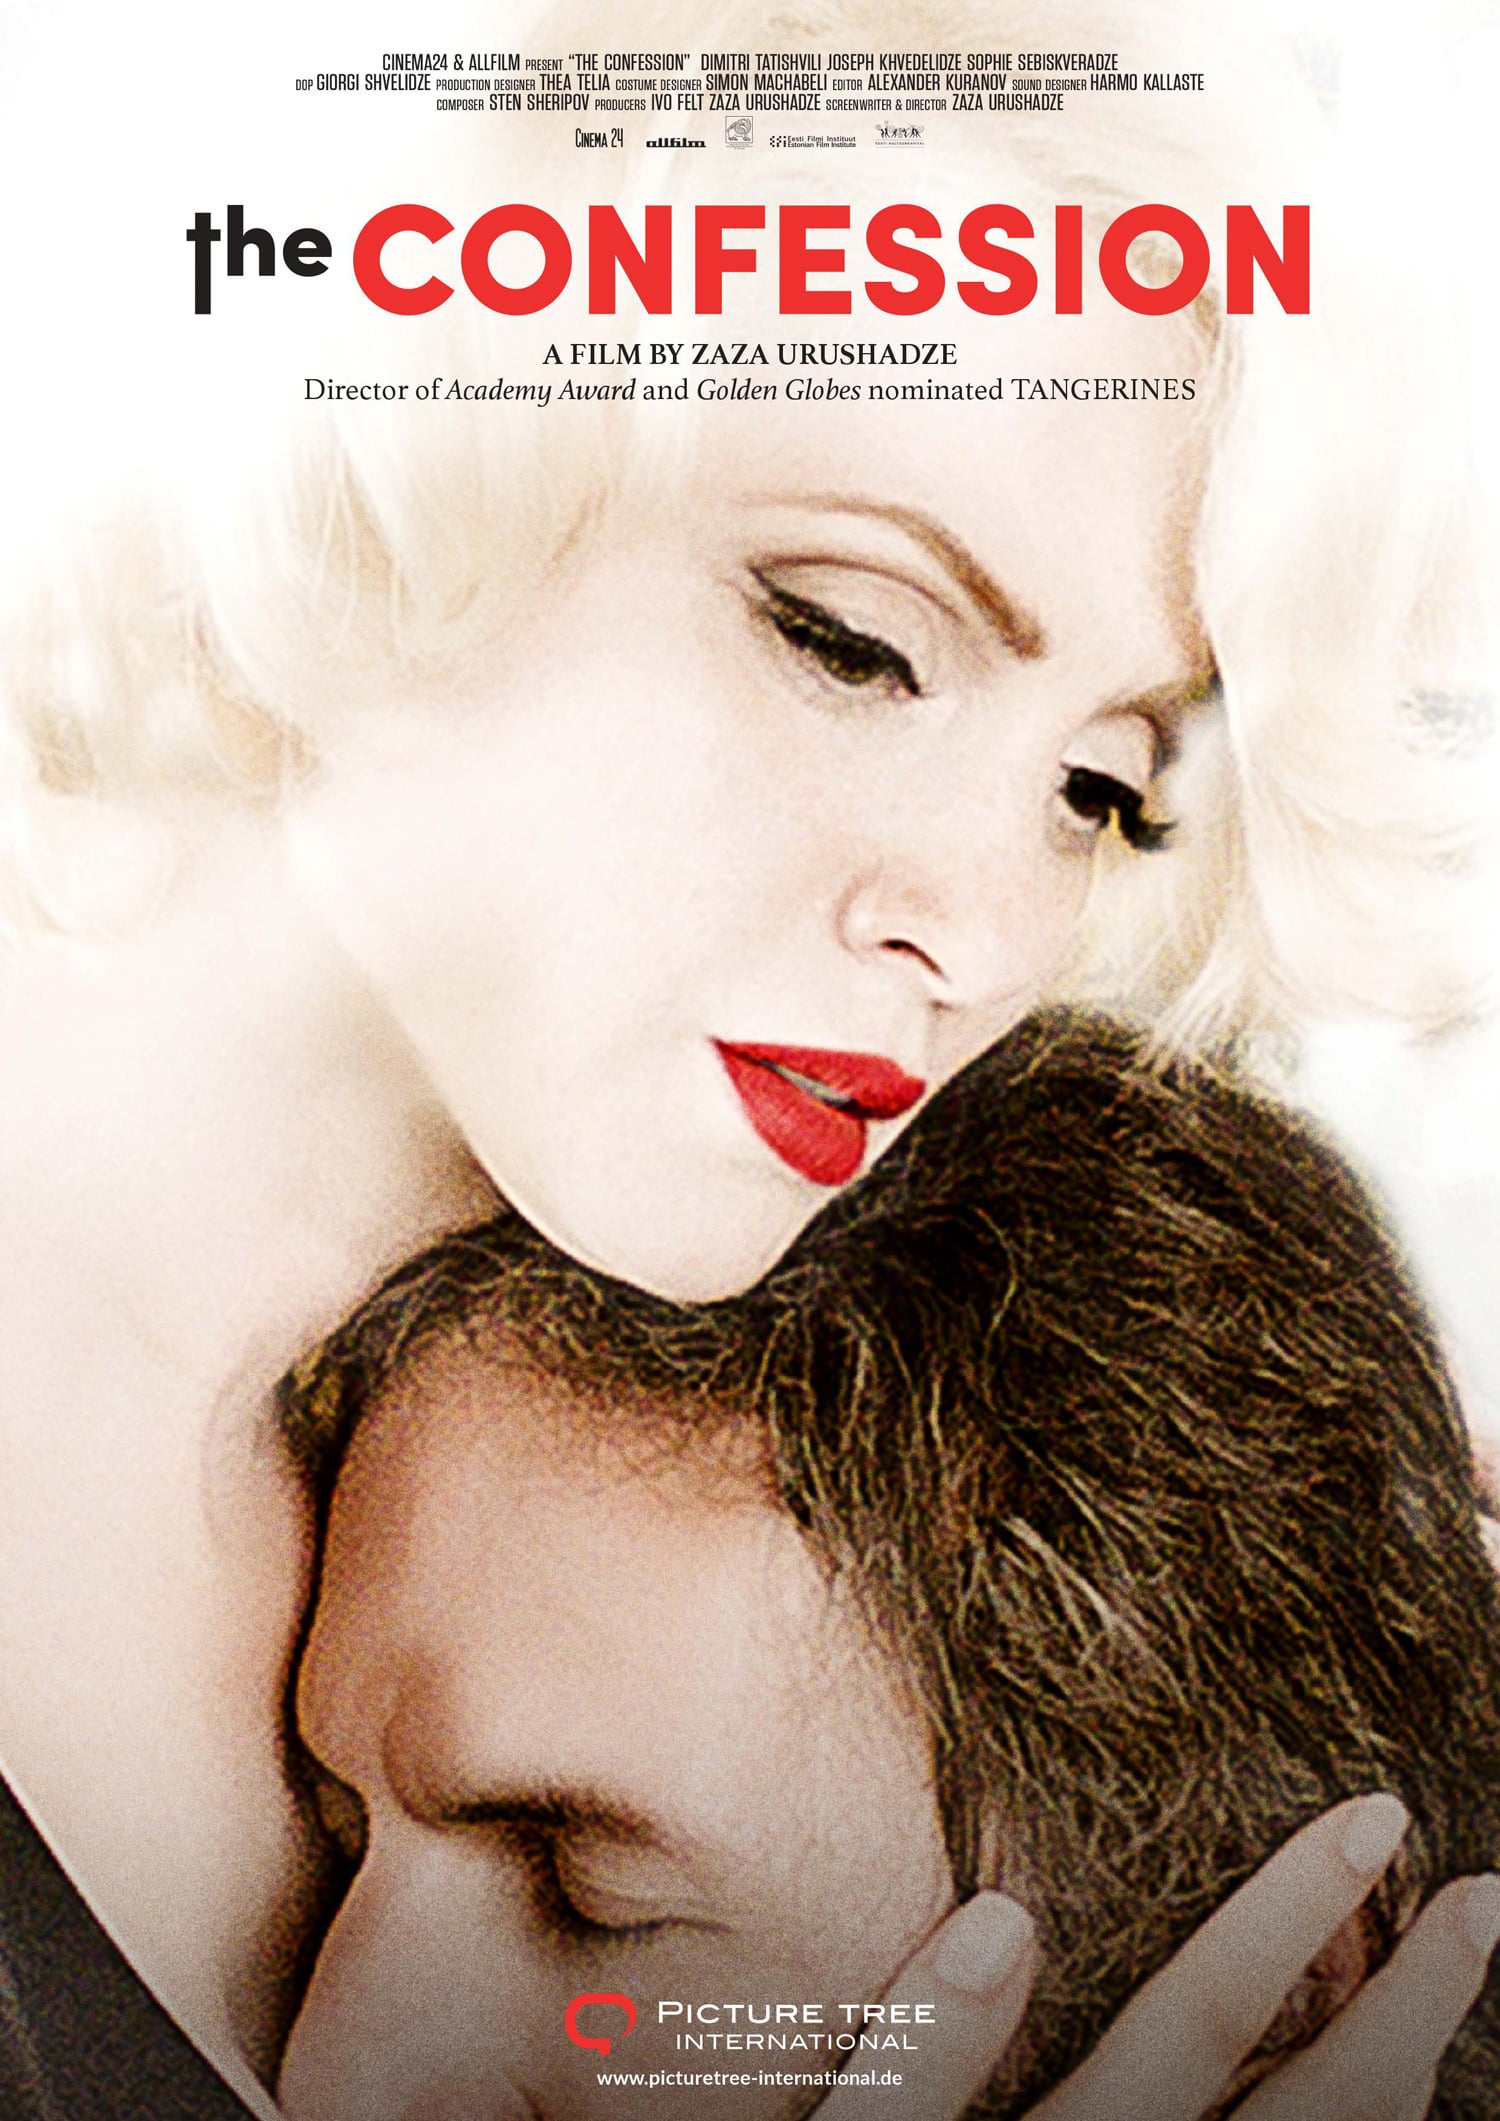 CINEMA24 & ALLFILM PRESENT “THE CONFESSION” DIMITRI TATISHVILI JOSEPH KHVEDELIDZE SOPHIE SEBISKVERADZE
DOP GIORGI SHVELIDZE PRODUCTION DESIGNER THEA TELIA COSTUME DESIGNER SIMON MACHABELI EDITOR ALEXANDER KURANOV SOUND DESIGNER HARMO KALLASTE
COMPOSER STEN SHERIPOV PRODUCERS IVO FELT ZAZA URUSHADZE SCREENWRITER & DIRECTOR ZAZA URUSHADZE
CINEMA 24 allfilm Eesti Filmi Instituut
Estonian Film Institute
EESTI KULTUURKAPITAL
the CONFESSION
A FILM BY ZAZA URUSHADZE
Director of Academy Award and Golden Globes nominated TANGERINES
PICTURE TREE
INTERNATIONAL
www.picturetree-international.de